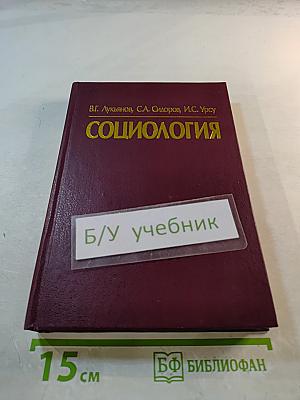 В.Г. Лукьянов, С.А. Сидоров, И.С. Урсу
СОЦИОЛОГИЯ
Б/У учебник
15 см
БФ БИБЛИОФАН